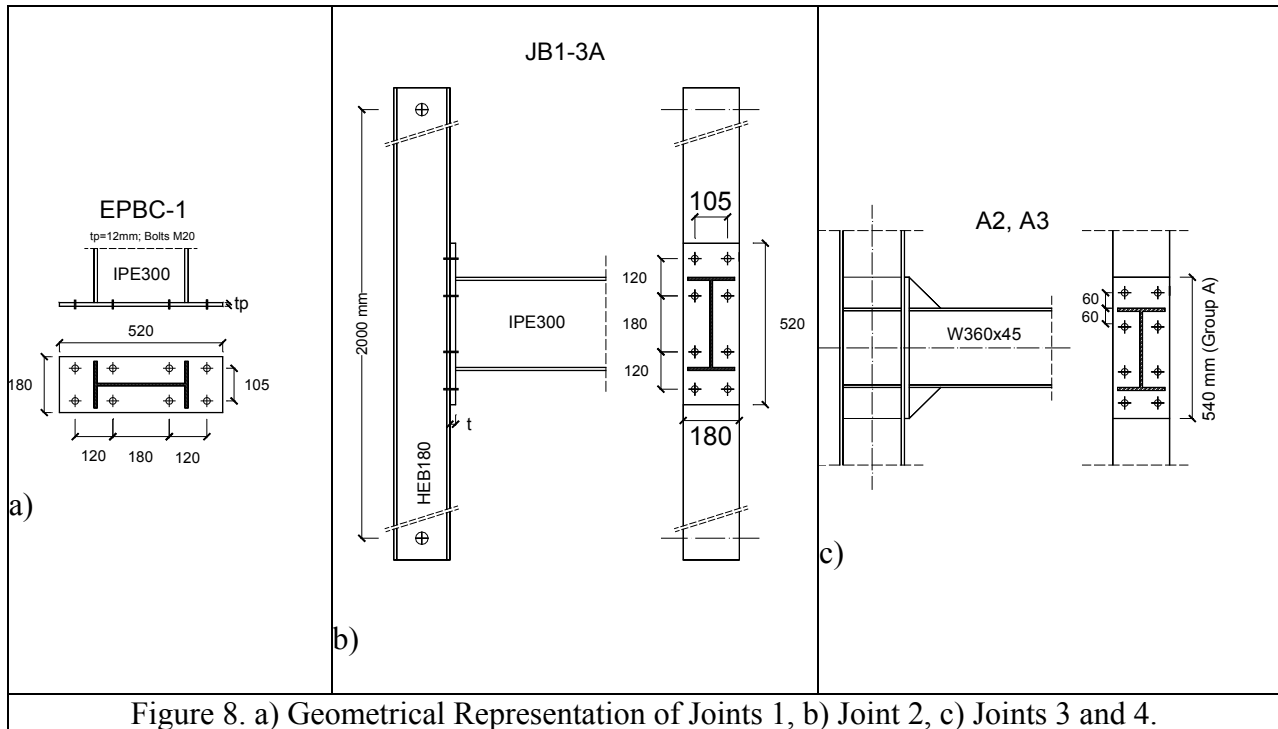 EPBC-1
tp=12mm; Bolts M20
IPE300
tp
520
180
105
120
180
120
a)
JB1-3A
2000 mm
HEB180
IPE300
t
105
120
180
120
520
180
b)
A2, A3
W360x45
60
60
540 mm (Group A)
c)
Figure 8. a) Geometrical Representation of Joints 1, b) Joint 2, c) Joints 3 and 4.